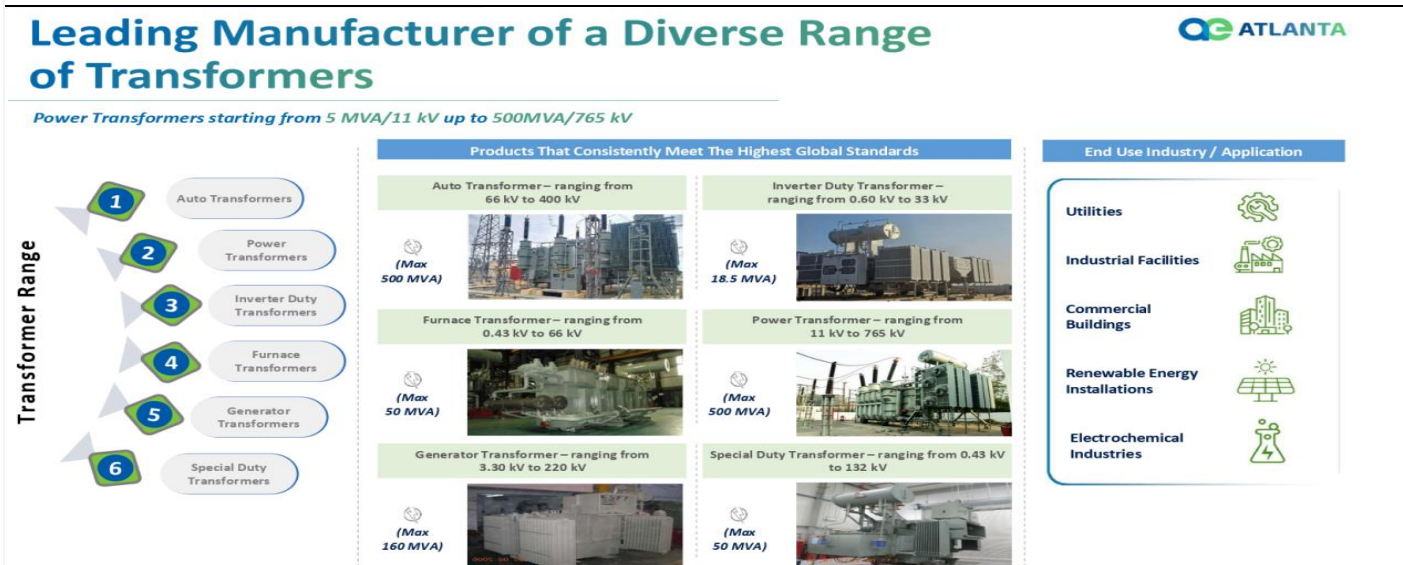 Leading Manufacturer of a Diverse Range
of Transformers
ae ATLANTA
Power Transformers starting from 5 MVA/11 kV up to 500MVA/765 kV
Transformer Range
1
Auto Transformers
2
Power
Transformers
3
Inverter Duty
Transformers
4
Furnace
Transformers
5
Generator
Transformers
6
Special Duty
Transformers
Products That Consistently Meet The Highest Global Standards
Auto Transformer – ranging from
66 kV to 400 kV
(Max
500 MVA)
Inverter Duty Transformer –
ranging from 0.60 kV to 33 kV
(Max
18.5 MVA)
Furnace Transformer – ranging from
0.43 kV to 66 kV
(Max
50 MVA)
Power Transformer – ranging from
11 kV to 765 kV
(Max
500 MVA)
Generator Transformer – ranging from
3.30 kV to 220 kV
(Max
160 MVA)
Special Duty Transformer – ranging from 0.43 kV
to 132 kV
(Max
50 MVA)
End Use Industry / Application
Utilities
Industrial Facilities
Commercial
Buildings
Renewable Energy
Installations
Electrochemical
Industries